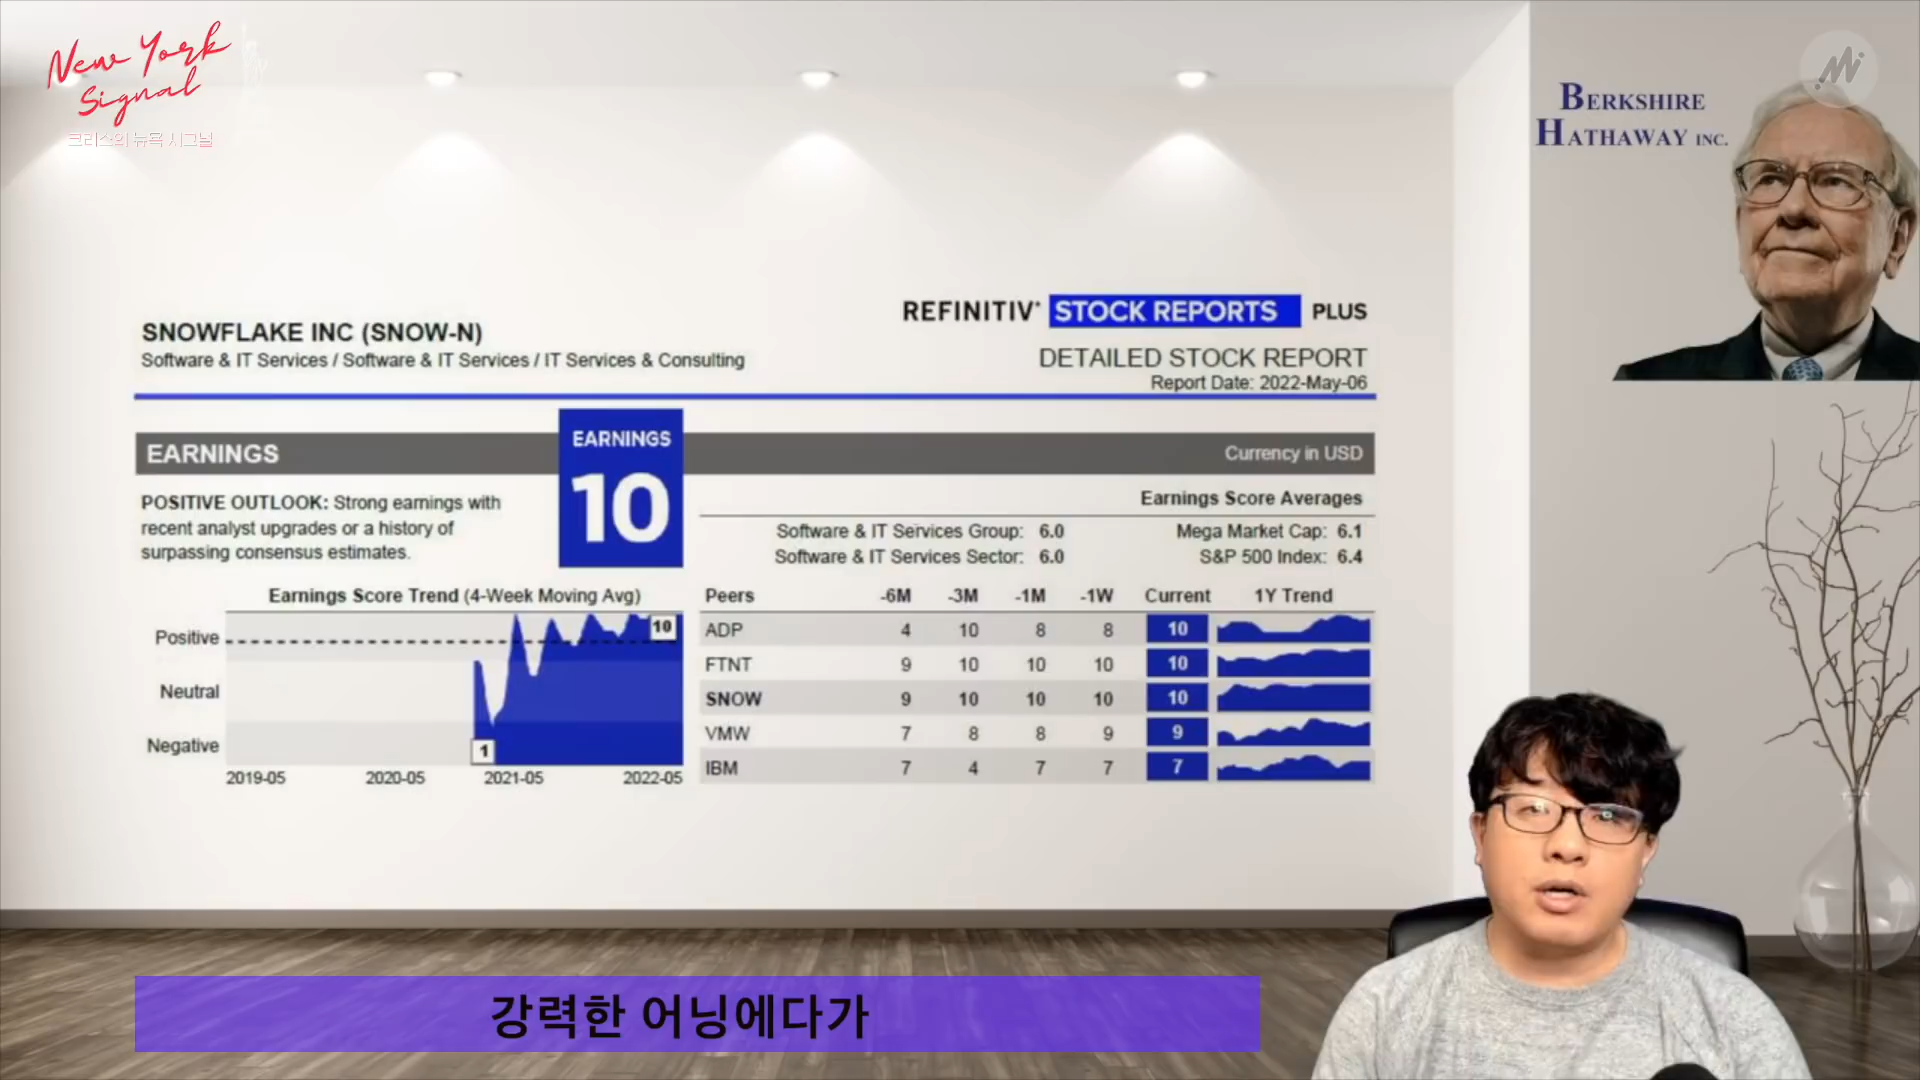 New York
Signal
크리스의 뉴욕 시그널
BERKSHIRE
HATHAWAY INC.
REFINITIV STOCK REPORTS PLUS
SNOWFLAKE INC (SNOW-N)
Software & IT Services / Software & IT Services / IT Services & Consulting
DETAILED STOCK REPORT
Report Date: 2022-May-06
EARNINGS
EARNINGS
10
Currency in USD
POSITIVE OUTLOOK: Strong earnings with
recent analyst upgrades or a history of
surpassing consensus estimates.
Earnings Score Averages
Software & IT Services Group: 6.0 Mega Market Cap: 6.1
Software & IT Services Sector: 6.0 S&P 500 Index: 6.4
Earnings Score Trend (4-Week Moving Avg)
Positive
Neutral
Negative
10
1
2019-05 2020-05 2021-05 2022-05
Peers -6M -3M -1M -1W Current 1Y Trend
ADP 4 10 8 8 10
FTNT 9 10 10 10 10
SNOW 9 10 10 10 10
VMW 7 8 8 9 9
IBM 7 4 7 7 7
강력한 어닝에다가